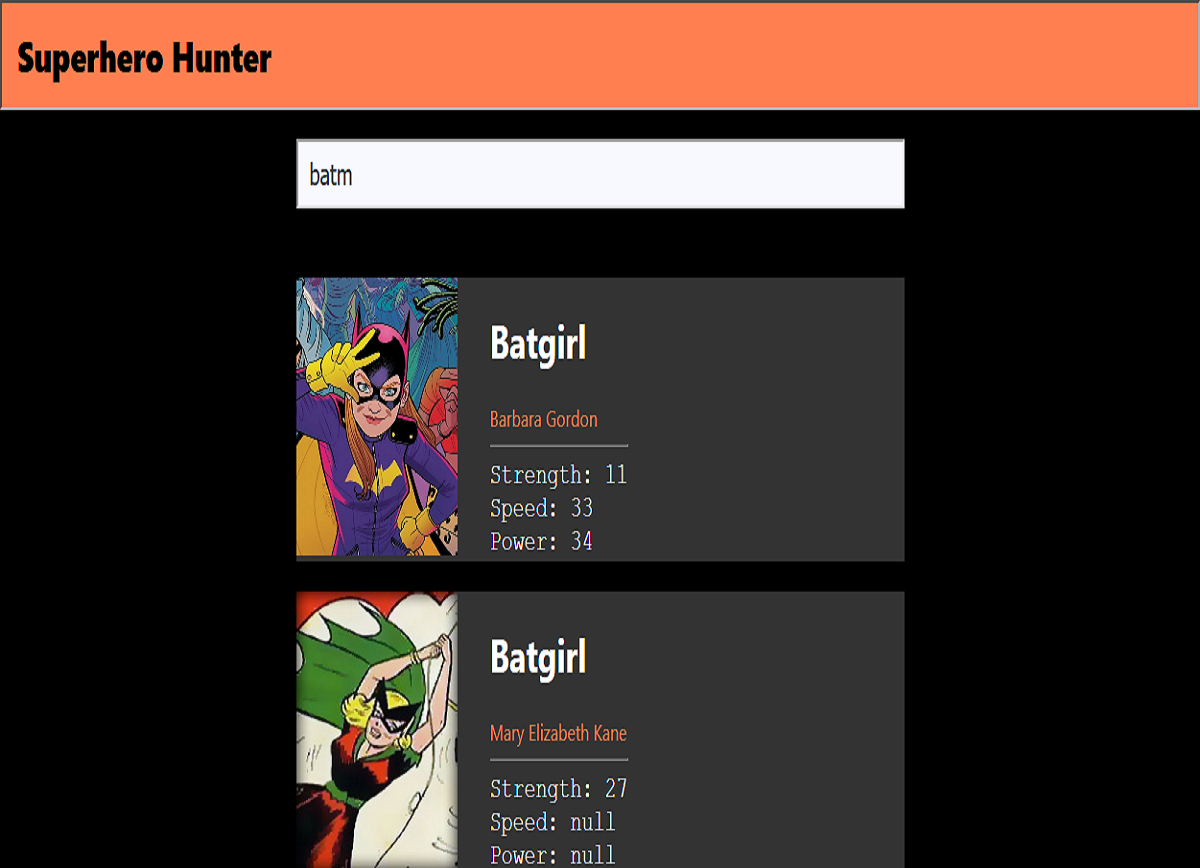 Superhero Hunter
batm
Batgirl
Barbara Gordon
Strength: 11
Speed: 33
Power: 34
Batgirl
Mary Elizabeth Kane
Strength: 27
Speed: null
Power: null